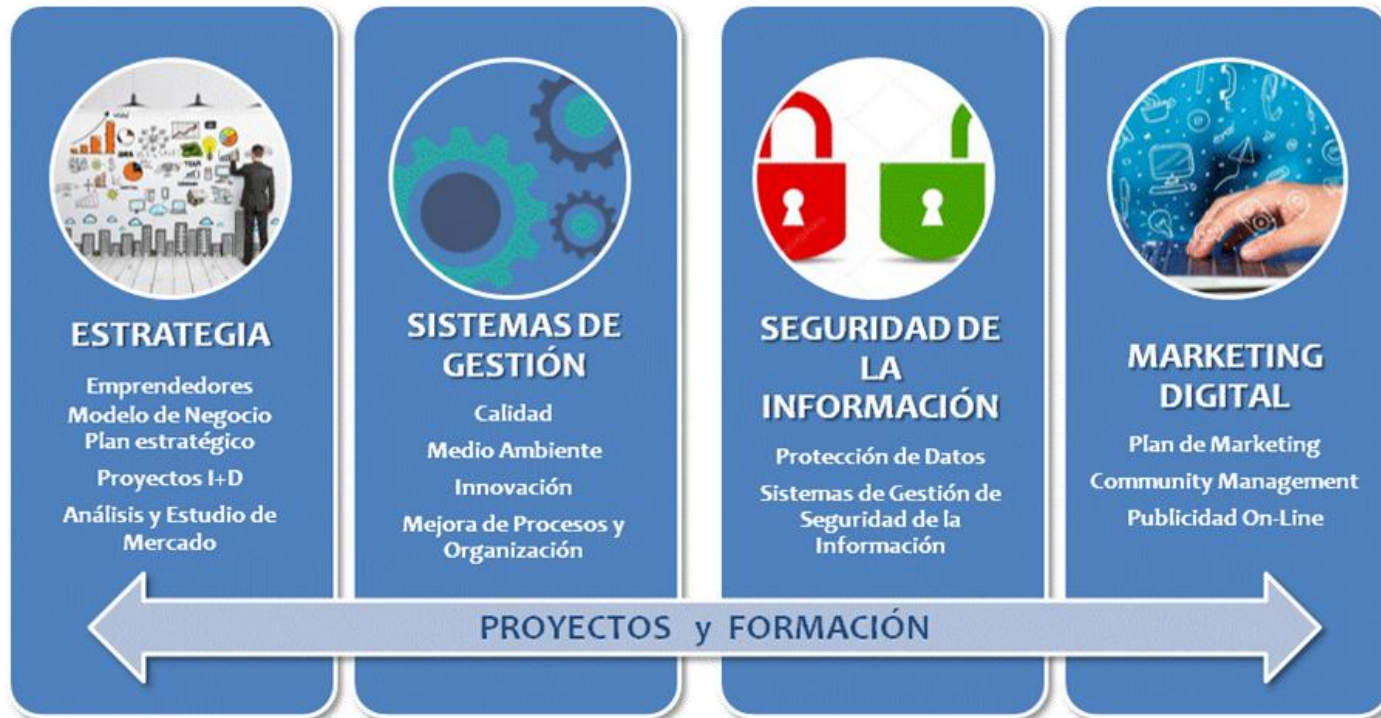 ESTRATEGIA
Emprendedores
Modelo de Negocio
Plan estratégico
Proyectos I+D
Análisis y Estudio de
Mercado
SISTEMAS DE
GESTIÓN
Calidad
Medio Ambiente
Innovación
Mejora de Procesos y
Organización
SEGURIDAD DE
LA
INFORMACIÓN
Protección de Datos
Sistemas de Gestión de
Seguridad de la
Información
MARKETING
DIGITAL
Plan de Marketing
Community Management
Publicidad On-Line
PROYECTOS y FORMACIÓN